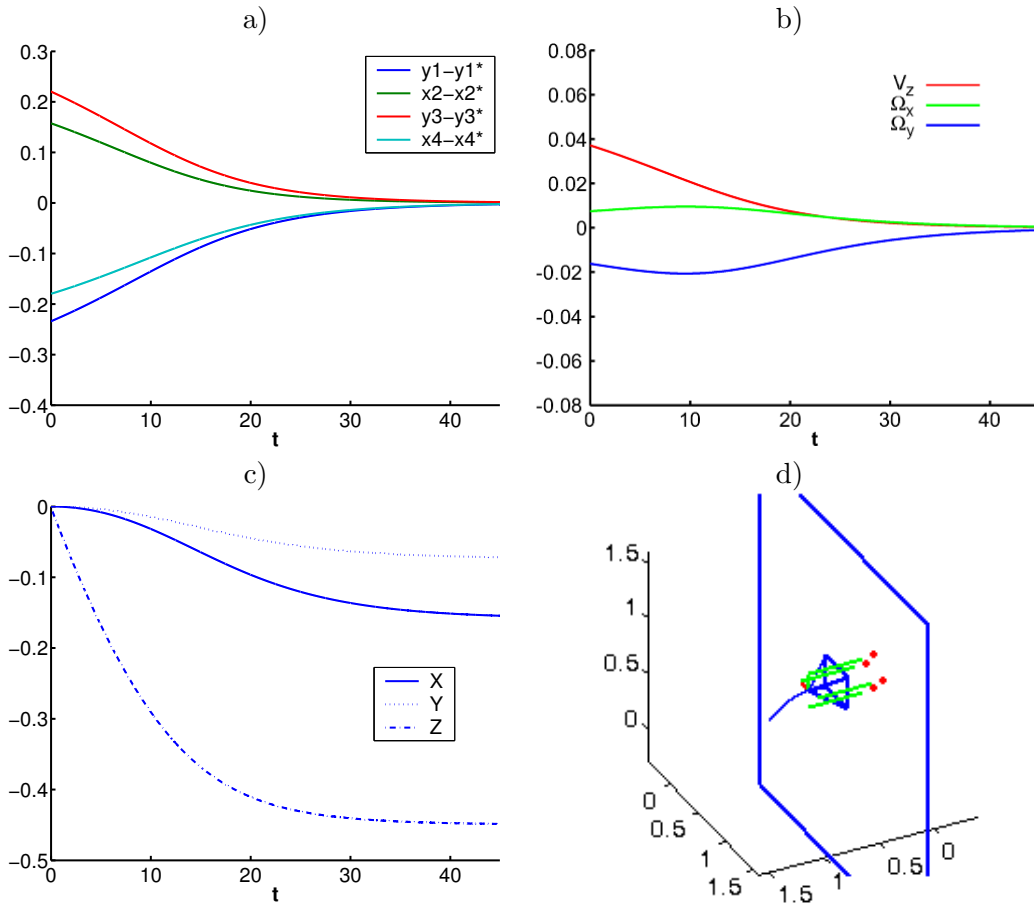 a)
0.3
0.2
0.1
0
−0.1
−0.2
−0.3
−0.4
0
10
20
30
40
t
y1−y1*
x2−x2*
y3−y3*
x4−x4*
b)
0.08
0.06
0.04
0.02
0
-0.02
-0.04
-0.06
-0.08
0
10
20
30
40
t
Vz
Ωx
Ωy
c)
0
−0.1
−0.2
−0.3
−0.4
−0.5
0
10
20
30
40
t
X
Y
Z
d)
1.5
1
0.5
0
0
0.5
1
1.5
1.5
1
0.5
0